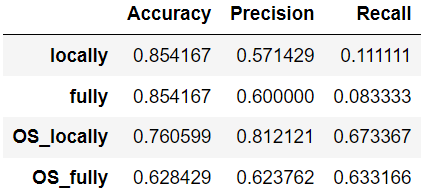 Accuracy Precision Recall
locally 0.854167 0.571429 0.111111
fully 0.854167 0.600000 0.083333
OS_locally 0.760599 0.812121 0.673367
OS_fully 0.628429 0.623762 0.633166